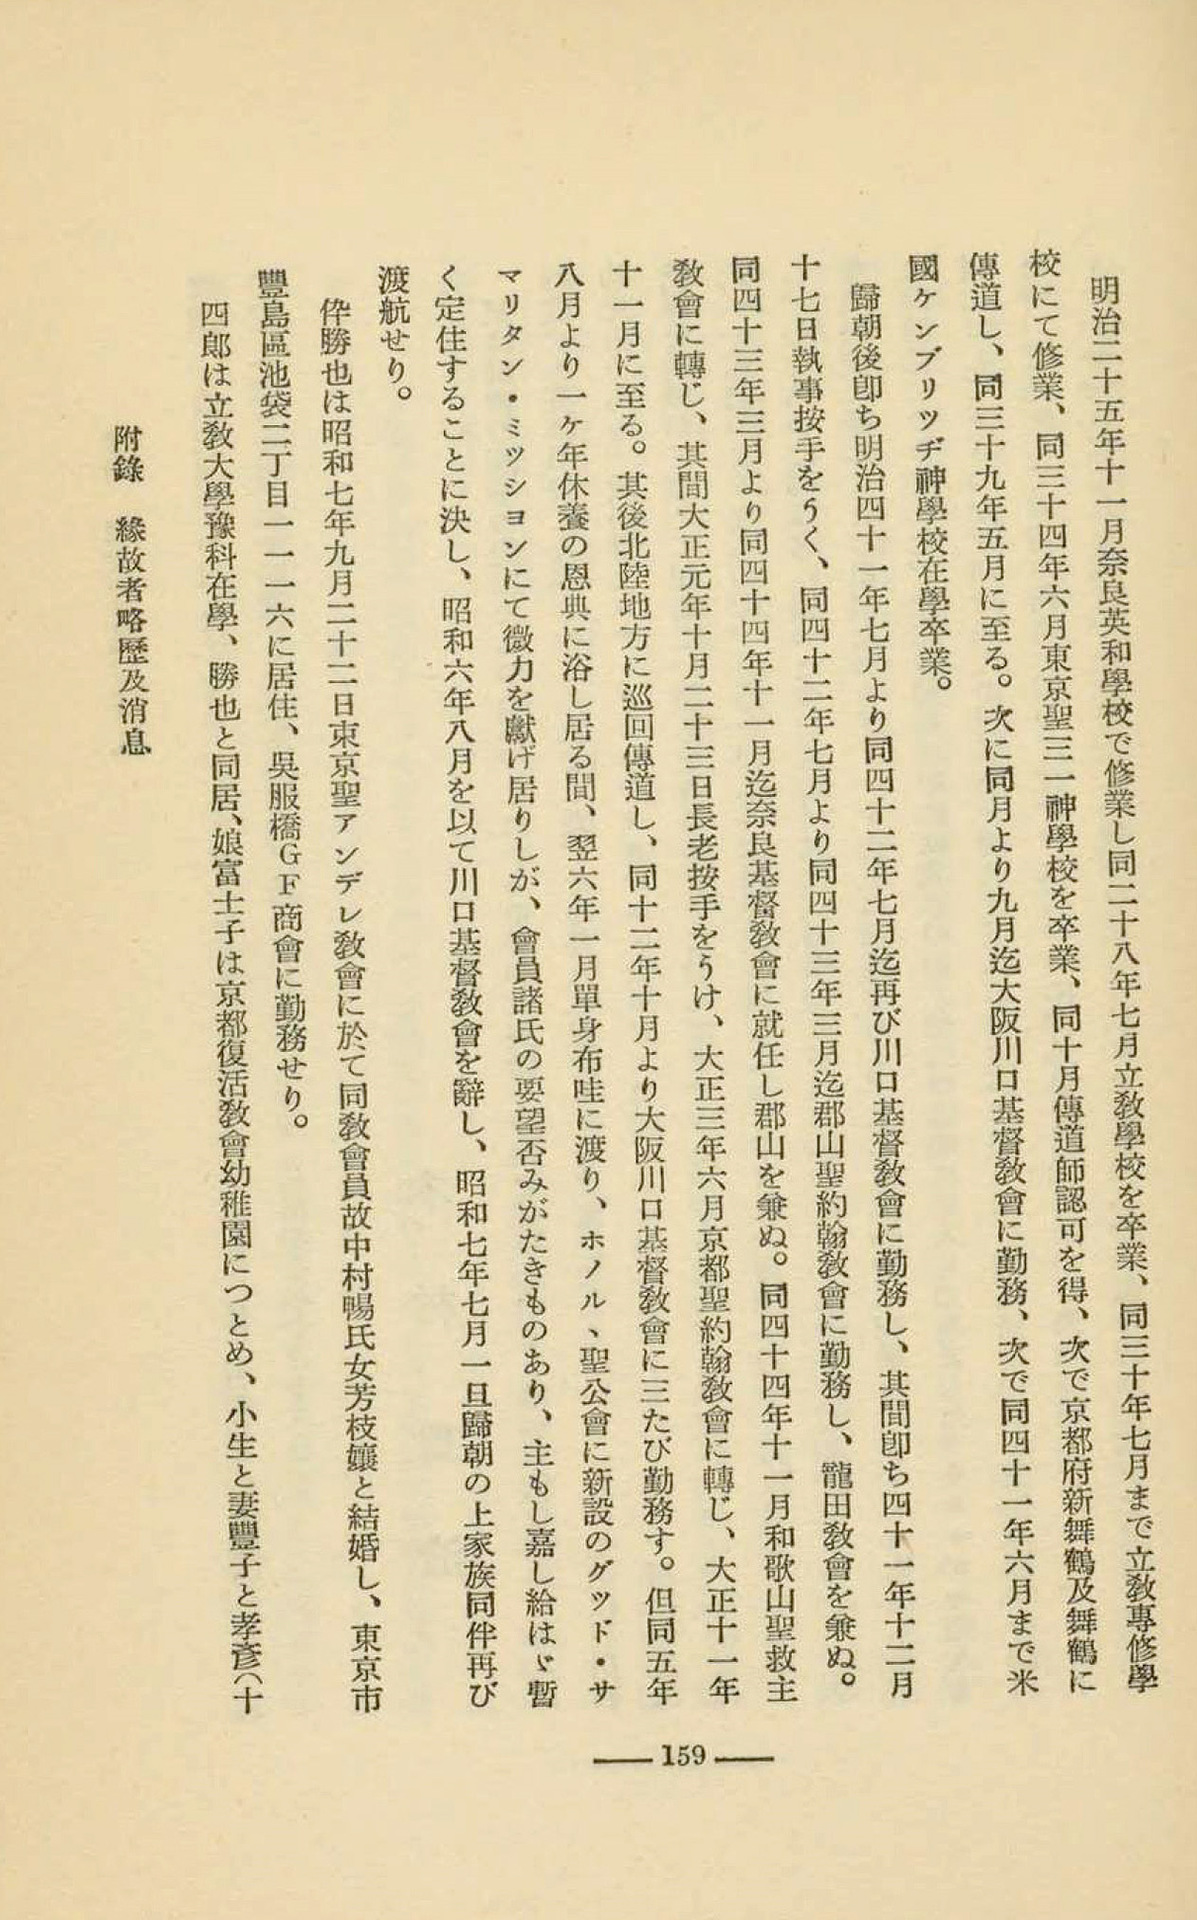 明治二十五年十一月奈良英和學校で修業し同二十八年七月立敎學校を卒業、同三十年七月まで立敎專修學
校にて修業、同三十四年六月東京聖三一神學校を卒業、同十月傳道師認可を得、次で京都府新舞鶴及舞鶴に
傳道し、同三十九年五月に至る。次に同月より九月迄大阪川口基督敎會に勤務、次で同四十一年六月まで米
國ケンブリッヂ神學校在學卒業。
歸朝後卽ち明治四十一年七月より同四十二年七月迄再び川口基督敎會に勤務し、其間卽ち四十一年十二月
十七日執事按手をうく、同四十二年七月より同四十三年三月迄郡山聖約翰敎會に勤務し、龍田敎會を兼ぬ。
同四十三年三月より同四十四年十一月迄奈良基督敎會に就任し郡山を兼ぬ。同四十四年十一月和歌山聖救主
敎會に轉じ、其間大正元年十月二十三日長老按手をうけ、大正三年六月京都聖約翰敎會に轉じ、大正十一年
十一月に至る。其後北陸地方に巡回傳道し、同十二年十月より大阪川口基督敎會に三たび勤務す。但同五年
八月より一ケ年休養の恩典に浴し居る間、翌六年一月單身布哇に渡り、ホノル、聖公會に新設のグッド・サ
マリタン・ミッションにて微力を獻げ居りしが、會員諸氏の要望否みがたきものあり、主もし嘉し給はゞ暫
く定住することに決し、昭和六年八月を以て川口基督敎會を辭し、昭和七年七月一旦歸朝の上家族同伴再び
渡航せり。
伜勝也は昭和七年九月二十二日東京聖アンデレ敎會に於て同敎會員故中村暢氏女芳枝孃と結婚し、東京市
豐島區池袋二丁目一一一六に居住、吳服橋GF商會に勤務せり。
四郞は立敎大學豫科在學、勝也と同居、娘富士子は京都復活敎會幼稚園につとめ、小生と妻豐子と孝彥(十
附錄 緣故者略歷及消息
159